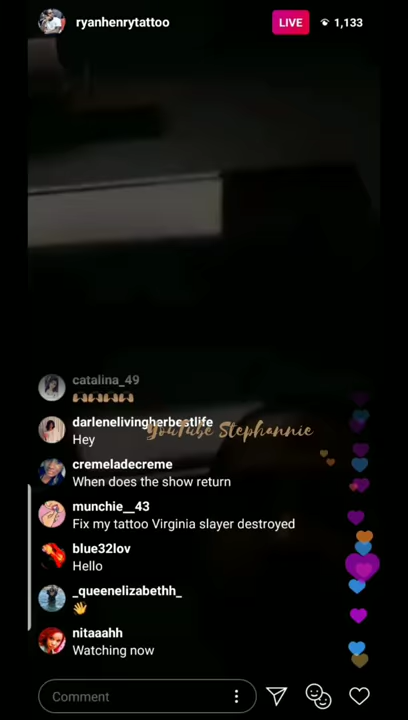 ryanhenrytattoo
LIVE
1,133
catalina_49
darlenelivingherbestlife
Hey
YouTube Stephannie
cremeladecreme
When does the show return
munchie__43
Fix my tattoo Virginia slayer destroyed
blue32lov
Hello
_queenelizabethh_
👋
nitaaahh
Watching now
Comment